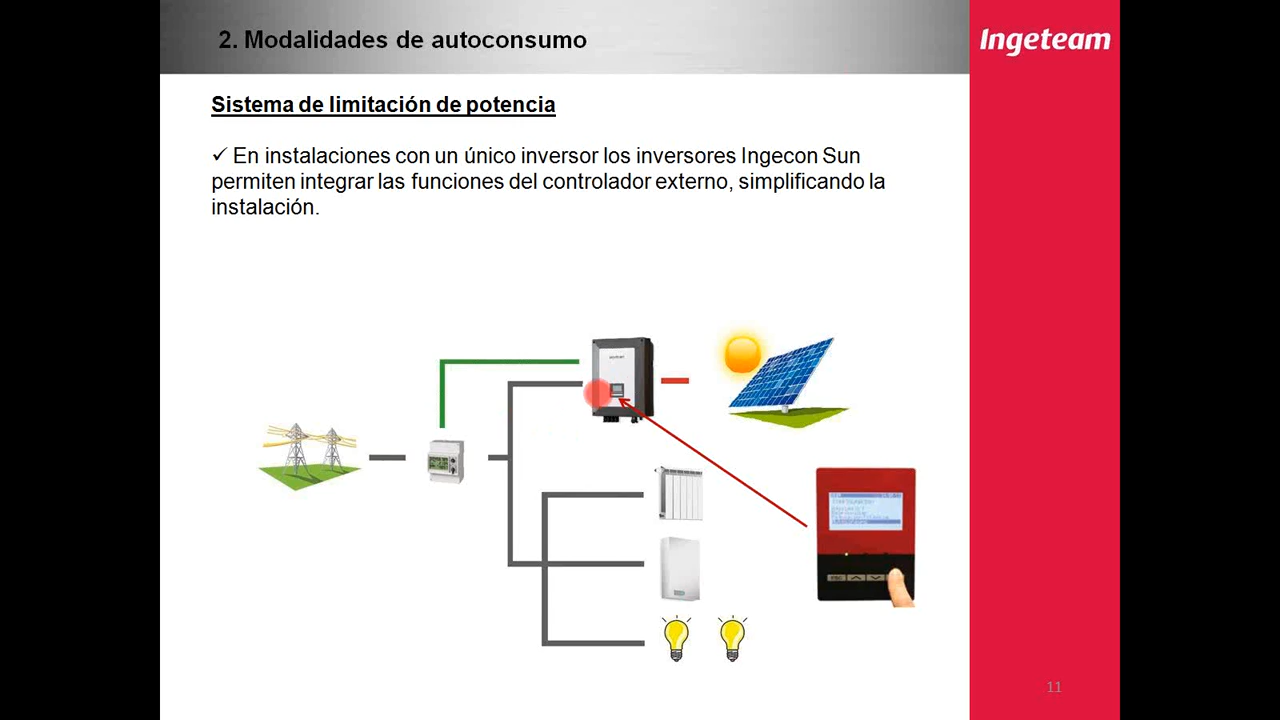 2. Modalidades de autoconsumo
Ingeteam
Sistema de limitación de potencia
✓ En instalaciones con un único inversor los inversores Ingecon Sun
permiten integrar las funciones del controlador externo, simplificando la
instalación.
ESC
11